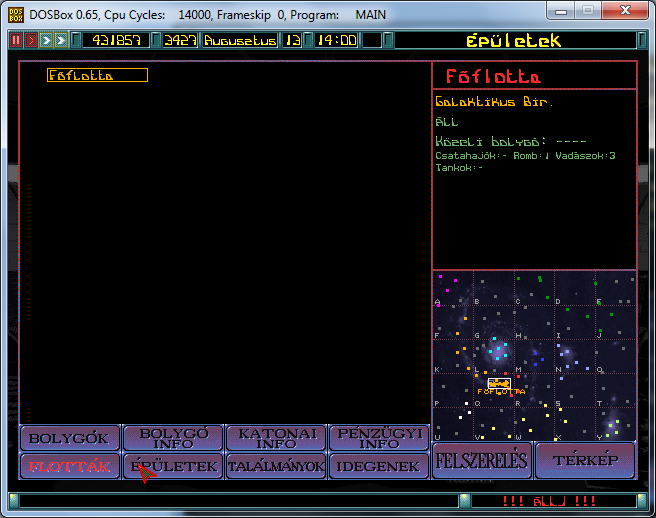 DOSBox 0.65, Cpu Cycles: 14000, Frameskip 0, Program: MAIN
431857 3427 Augusztus 13 14:00 Épületek
Főflotta
Főflotta
Galaktikus Bir.
Áll
Közeli bolygó: ----
Csatahajók:- Romb:1 Vadászok:3
Tankok:-
A B C D E
F G H I J
K L M N O
FŐFLOTTA
P Q R S T
U V W X Y
BOLYGÓK BOLYGÓ INFO KATONAI INFO PÉNZÜGYI INFO
FLOTTÁK ÉPÜLETEK TALÁLMÁNYOK IDEGENEK
FELSZERELÉS TÉRKÉP
!!! ÁLLJ !!!